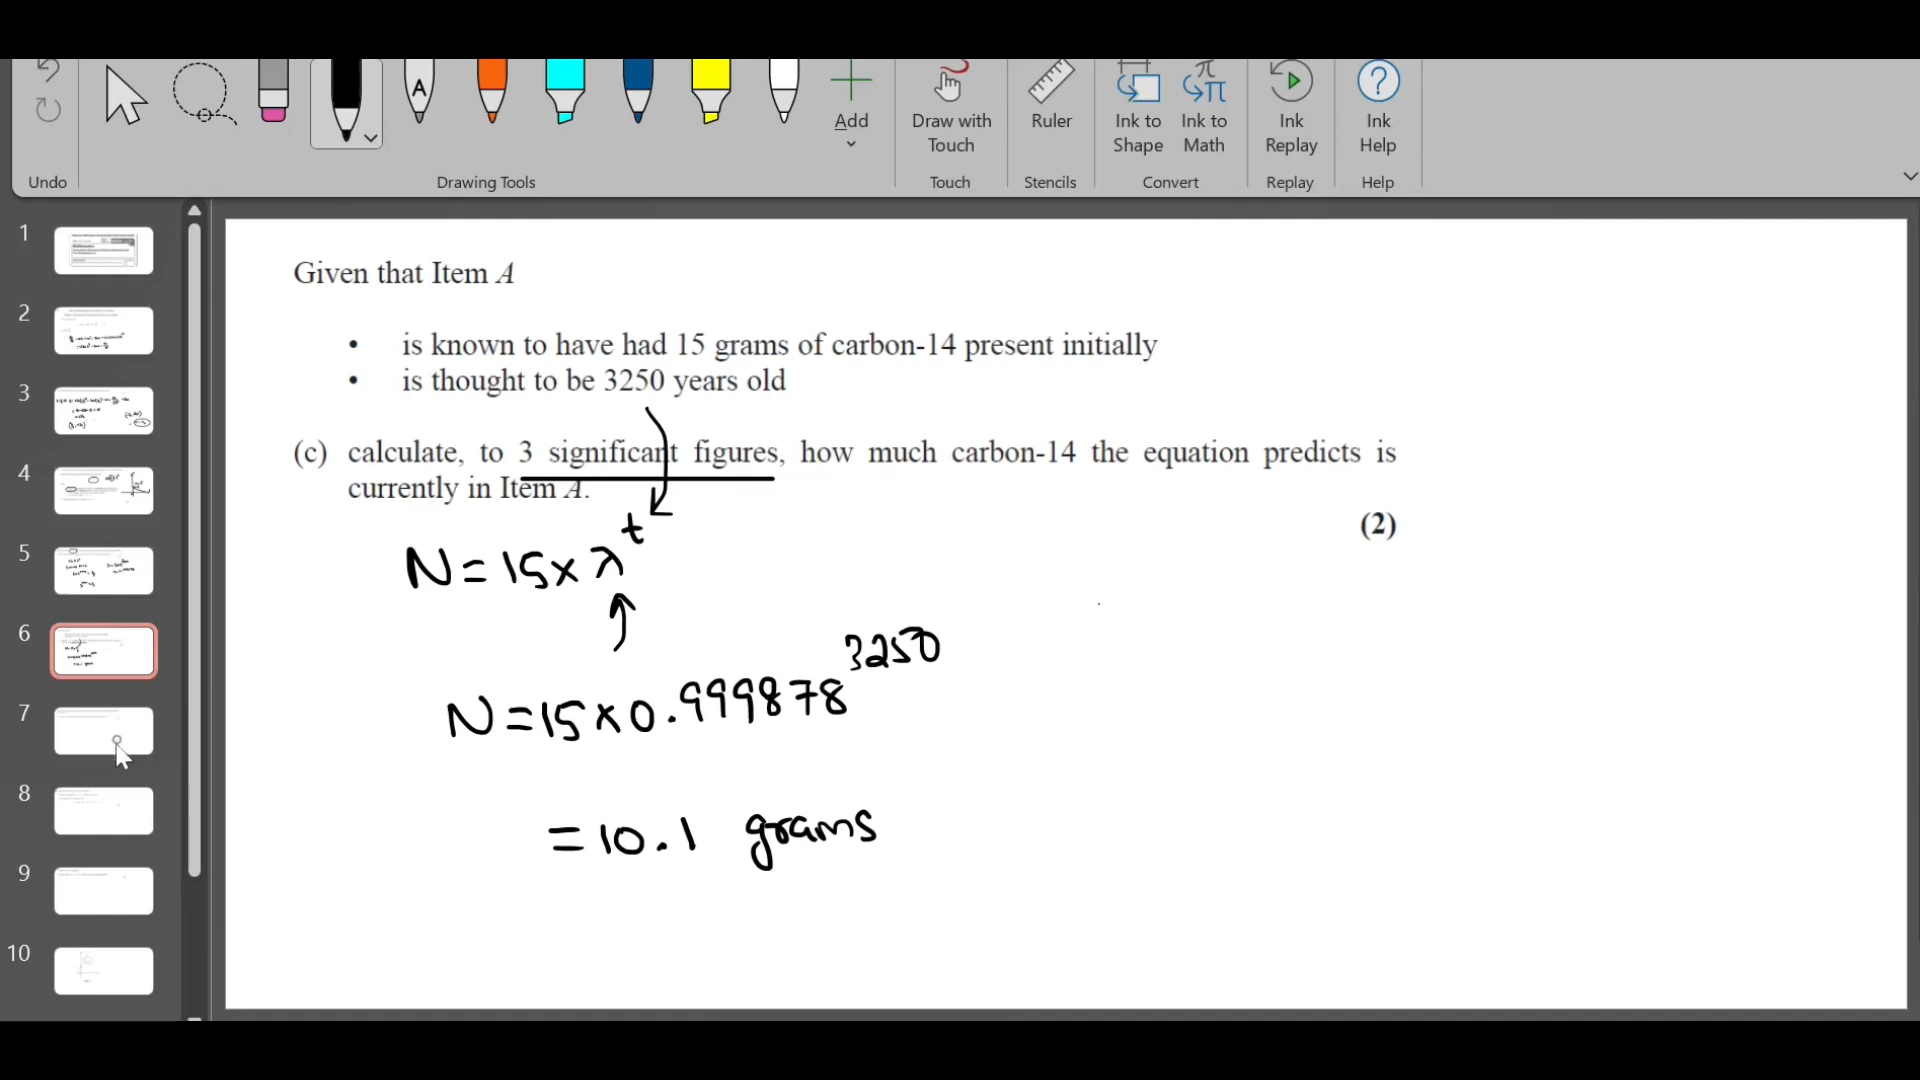 Add
Draw with Touch
Ruler
Ink to Shape
Ink to Math
Ink Replay
Ink Help
Undo
Drawing Tools
Touch
Stencils
Convert
Replay
Help
1
2
3
4
5
6
7
8
9
10
Given that Item A
• is known to have had 15 grams of carbon-14 present initially
• is thought to be 3250 years old
(c) calculate, to 3 significant figures, how much carbon-14 the equation predicts is
currently in Item A.
(2)
N = 15 × λ^t
N = 15 × 0.999878^3250
= 10.1 grams